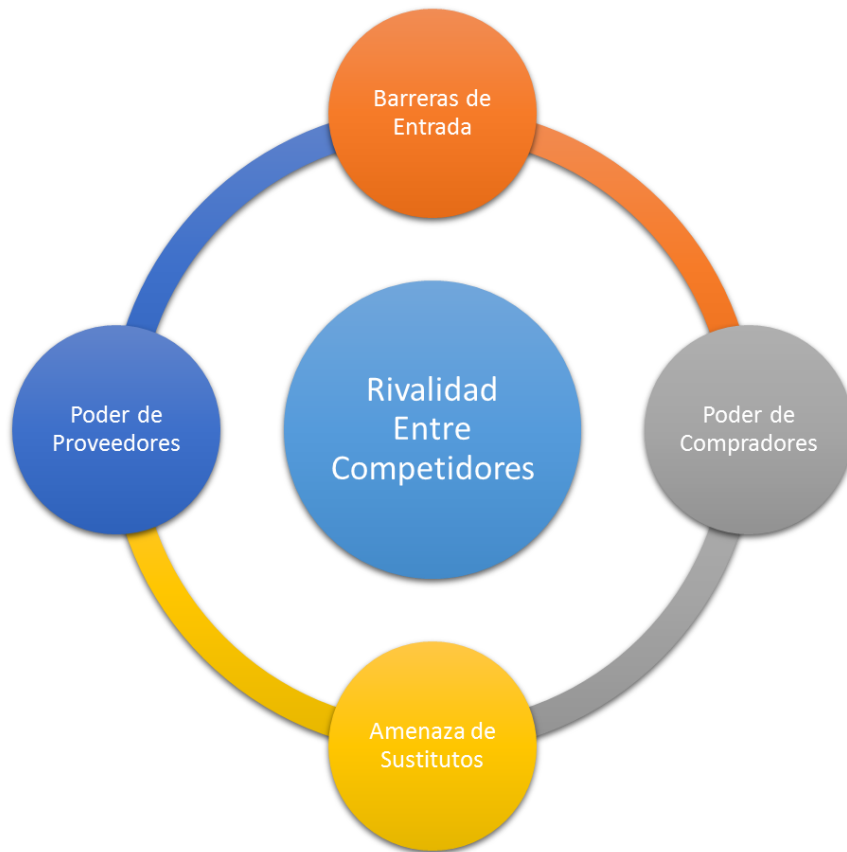 Barreras de
Entrada
Poder de
Proveedores
Rivalidad
Entre
Competidores
Poder de
Compradores
Amenaza de
Sustitutos